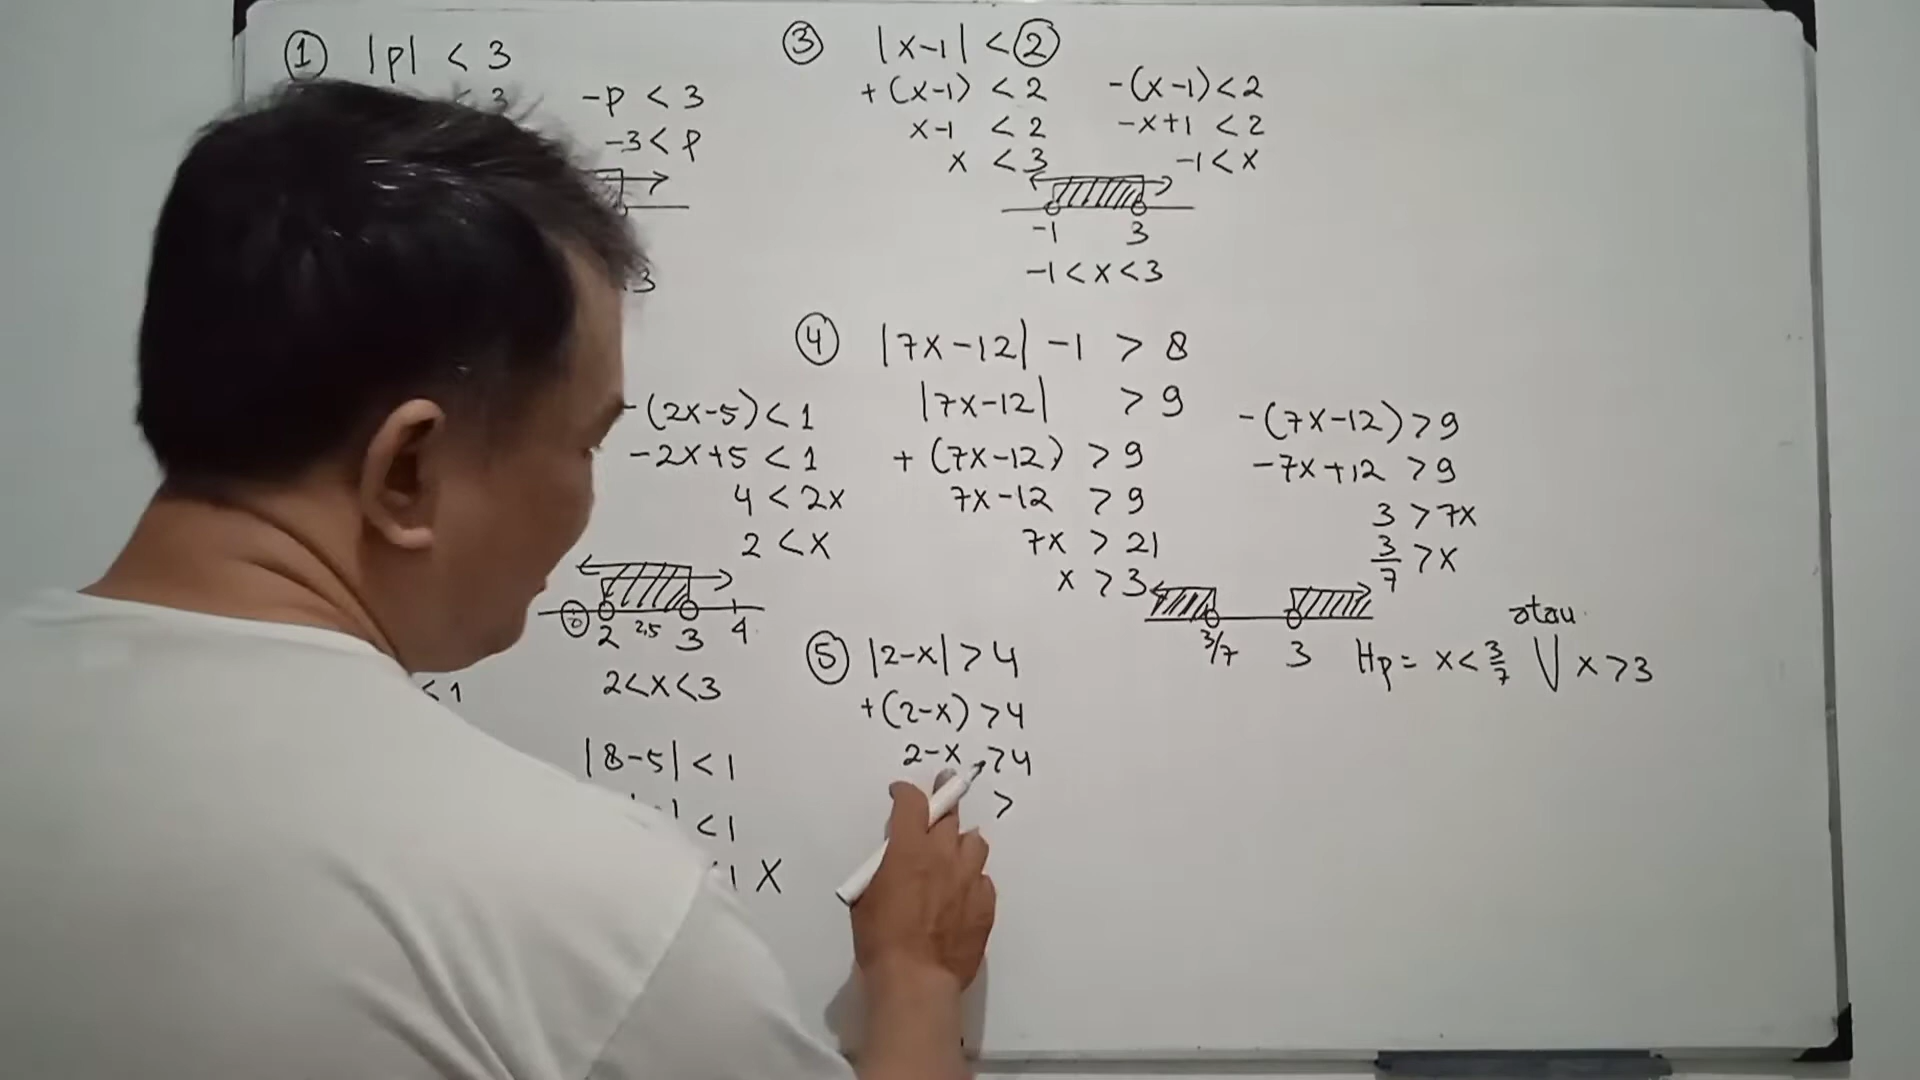 ① |p| < 3
< 3
-p < 3
-3 < p
3
-(2x-5) < 1
-2x+5 < 1
4 < 2x
2 < x
0 2 2,5 3 4
2 < x < 3
< 1
|8-5| < 1
< 1
1 X
③ |x-1| < 2
+(x-1) < 2
x-1 < 2
x < 3
-(x-1) < 2
-x+1 < 2
-1 < x
-1 3
-1 < x < 3
④ |7x-12| -1 > 8
|7x-12| > 9
+ (7x-12) > 9
7x-12 > 9
7x > 21
x > 3
-(7x-12) > 9
-7x+12 > 9
3 > 7x
3/7 > x
3/7 3
atau
Hp = x < 3/7 ∨ x > 3
⑤ |2-x| > 4
+(2-x) > 4
2-x > 4
>